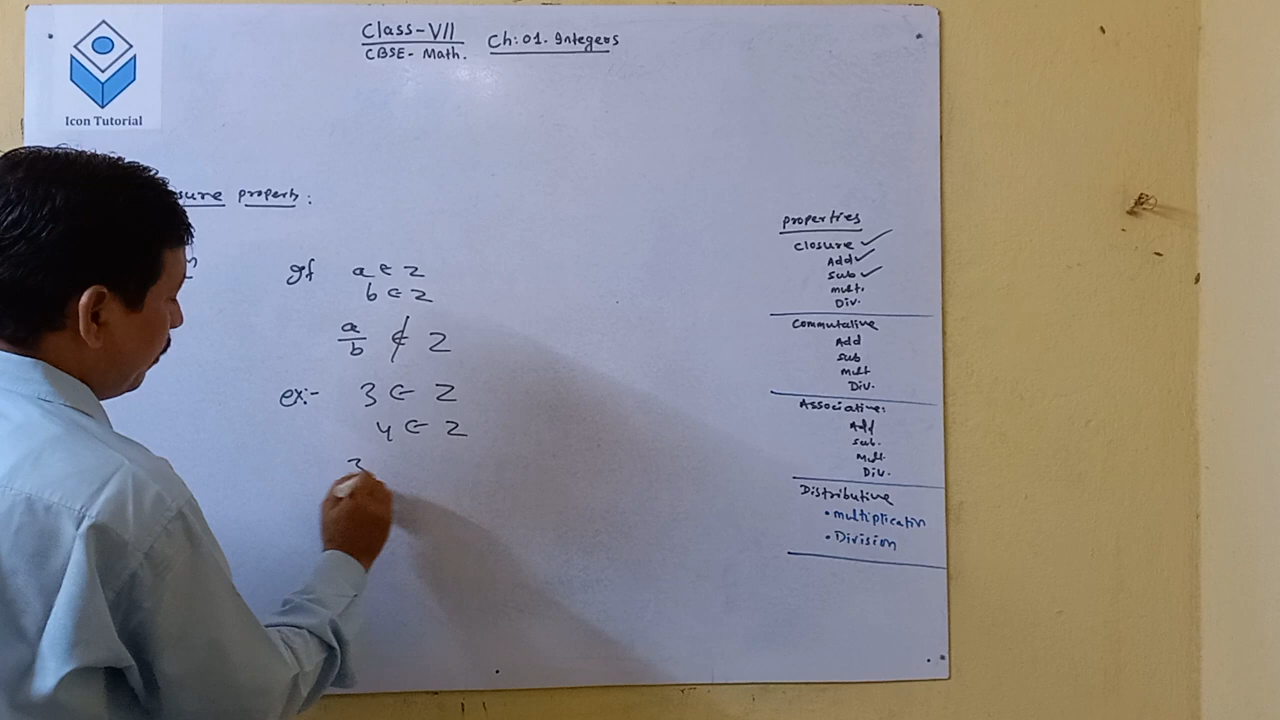 Icon Tutorial
Class-VII
CBSE- Math.
Ch:01. Integers
sure property:
If a ∈ Z
b ∈ Z
a/b ∉ Z
ex:- 3 ∈ Z
4 ∈ Z
3
properties
Closure ✓
Add ✓
Sub ✓
mult.
Div.
Commutative
Add
Sub
Mult
Div.
Associative:
Add
Sub.
Mult.
Div.
Distributive
• multiplication
• Division